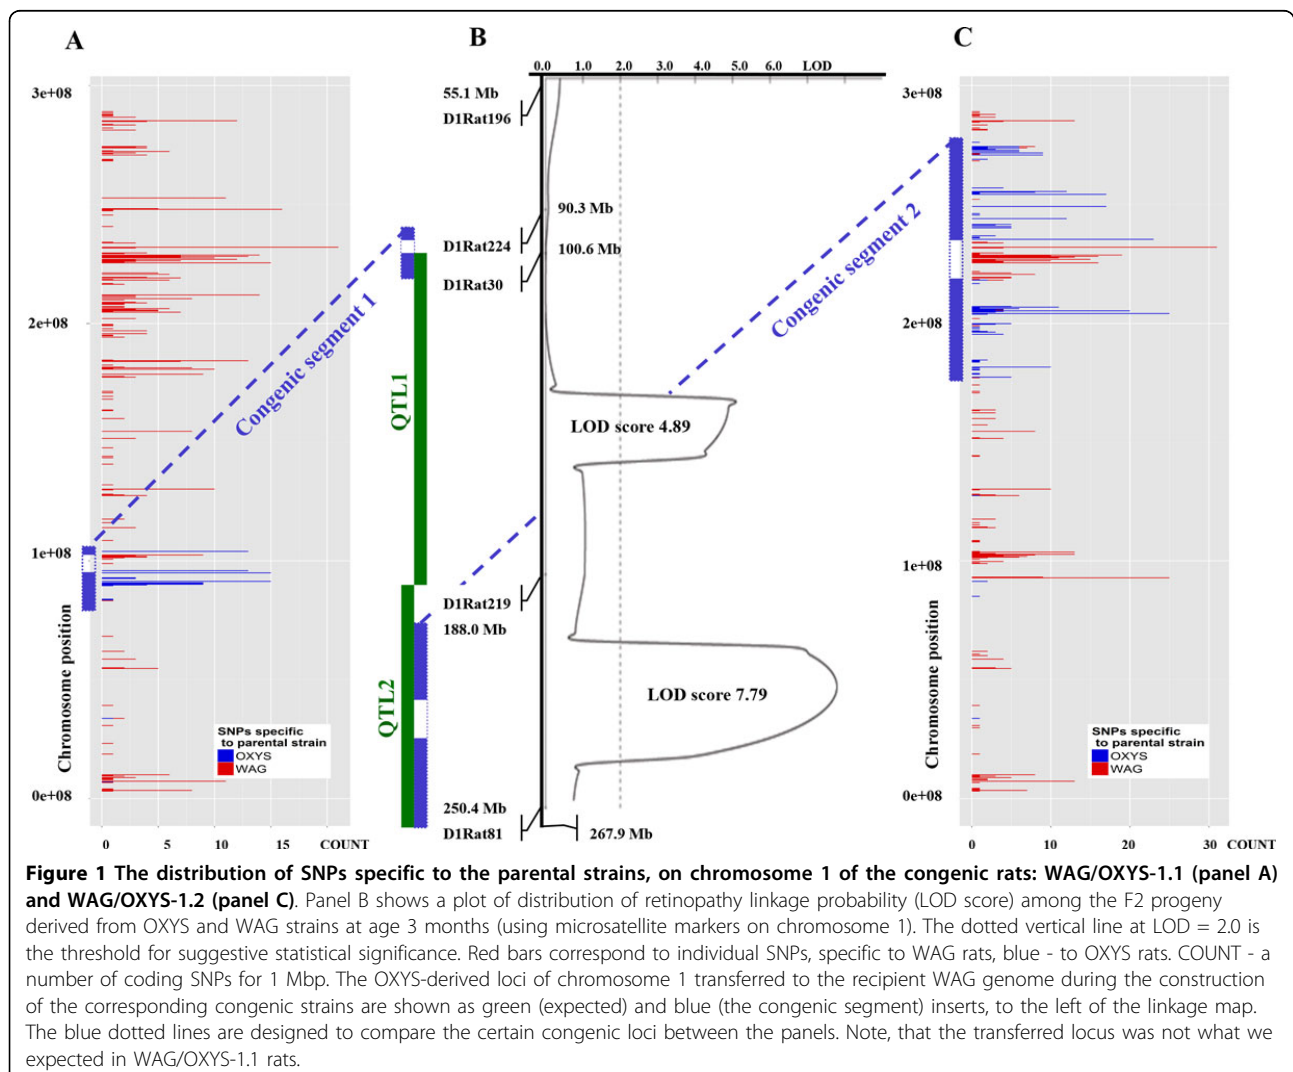 A
B
C
0.0 1.0 2.0 3.0 4.0 5.0 6.0 LOD
3e+08
2e+08
1e+08
0e+08
Chromosome position
SNPs specific
to parental strain
OXYS
WAG
0 5 10 15 COUNT
Congenic segment 1
QTL1
QTL2
55.1 Mb
D1Rat196
90.3 Mb
D1Rat224
100.6 Mb
D1Rat30
LOD score 4.89
D1Rat219
188.0 Mb
LOD score 7.79
250.4 Mb
D1Rat81
267.9 Mb
Congenic segment 2
3e+08
2e+08
1e+08
0e+08
Chromosome position
SNPs specific
to parental strain
OXYS
WAG
0 10 20 30 COUNT
Figure 1 The distribution of SNPs specific to the parental strains, on chromosome 1 of the congenic rats: WAG/OXYS-1.1 (panel A)
and WAG/OXYS-1.2 (panel C). Panel B shows a plot of distribution of retinopathy linkage probability (LOD score) among the F2 progeny
derived from OXYS and WAG strains at age 3 months (using microsatellite markers on chromosome 1). The dotted vertical line at LOD = 2.0 is
the threshold for suggestive statistical significance. Red bars correspond to individual SNPs, specific to WAG rats, blue - to OXYS rats. COUNT - a
number of coding SNPs for 1 Mbp. The OXYS-derived loci of chromosome 1 transferred to the recipient WAG genome during the construction
of the corresponding congenic strains are shown as green (expected) and blue (the congenic segment) inserts, to the left of the linkage map.
The blue dotted lines are designed to compare the certain congenic loci between the panels. Note, that the transferred locus was not what we
expected in WAG/OXYS-1.1 rats.